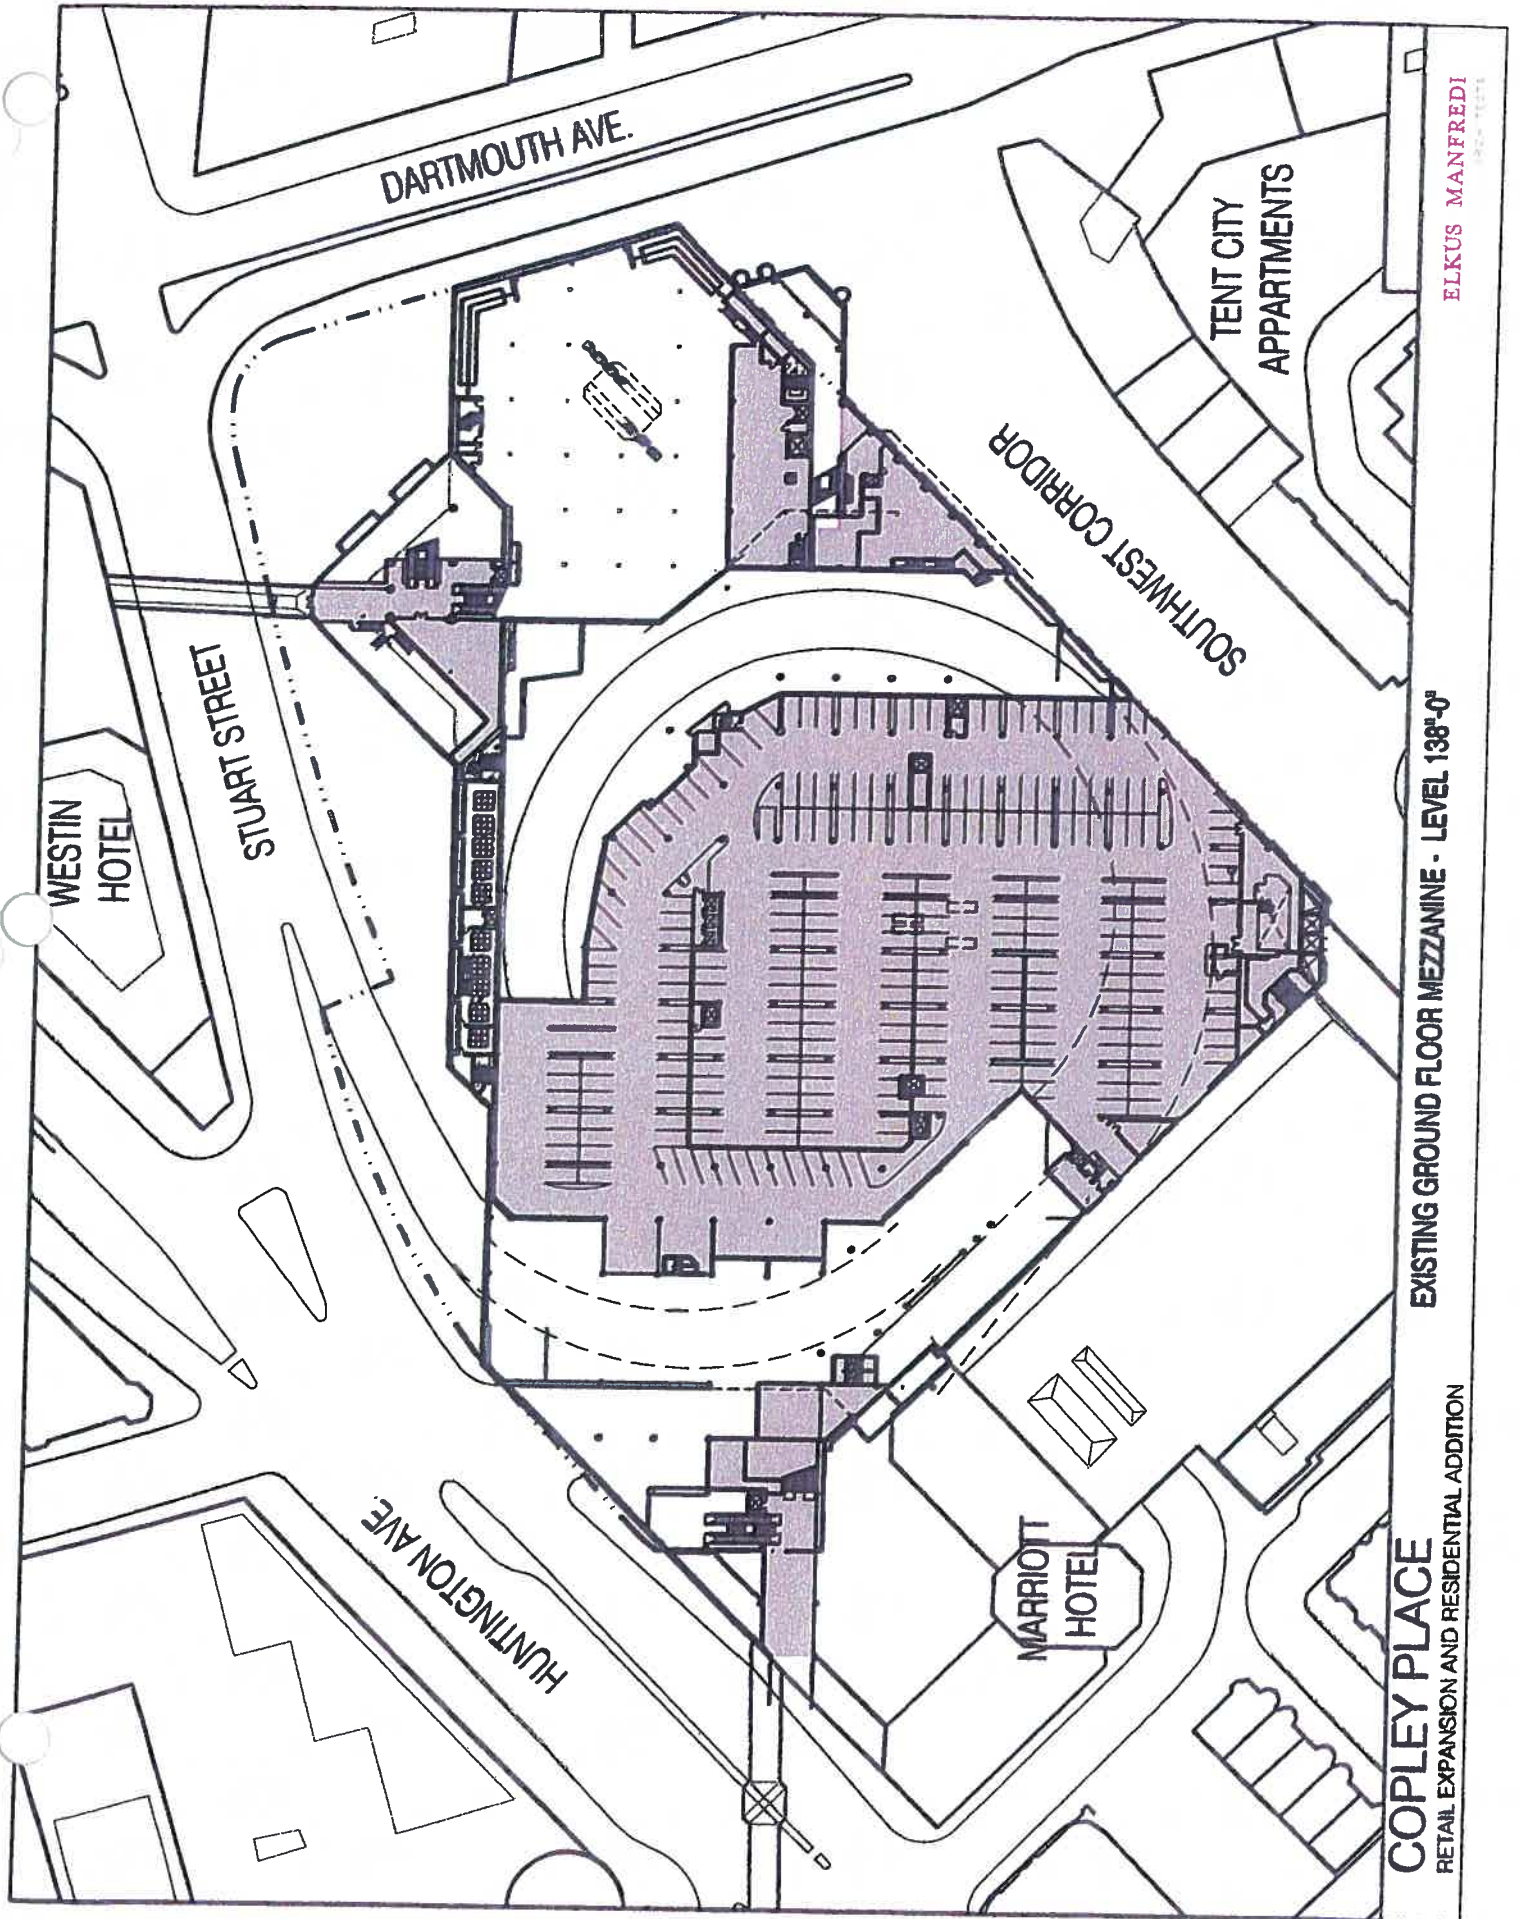 WESTIN
HOTEL
STUART STREET
DARTMOUTH AVE.
HUNTINGTON AVE.
SOUTHWEST CORRIDOR
TENT CITY
APPARTMENTS
MARRIOTT
HOTEL
COPLEY PLACE
RETAIL EXPANSION AND RESIDENTIAL ADDITION
EXISTING GROUND FLOOR MEZZANINE - LEVEL 138"-0"
ELKUS MANFREDI